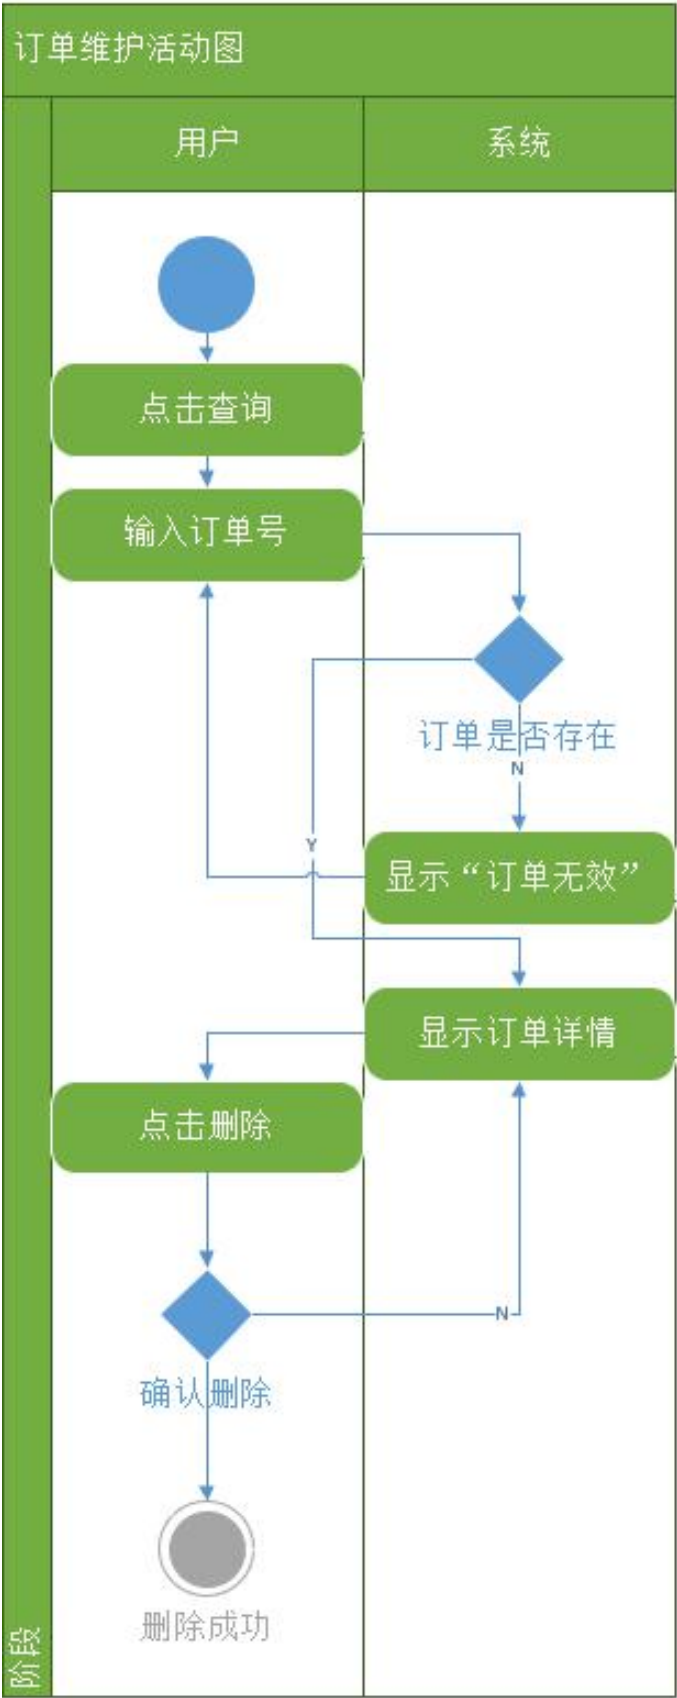 订单维护活动图
用户
系统
点击查询
输入订单号
订单是否存在
N
Y
显示“订单无效”
显示订单详情
点击删除
N
确认删除
删除成功
阶段